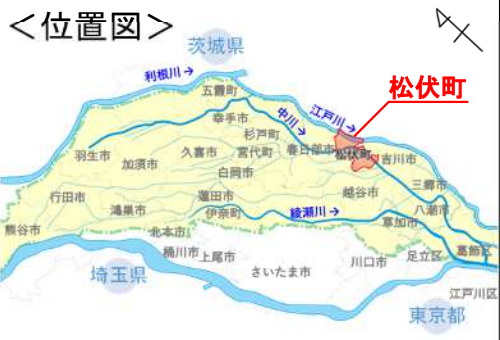 ＜位置図＞
茨城県
利根川→
松伏町
五霞町
江戸川→
中川→
幸手市
杉戸町
羽生市
久喜市
宮代町
春日部市
松伏町
吉川市
加須市
白岡市
三郷市
行田市
蓮田市
越谷市
鴻巣市
伊奈町
綾瀬川→
八潮市
熊谷市
北本市
草加市
桶川市
上尾市
川口市
足立区
葛飾区
埼玉県
さいたま市
江戸川区
東京都